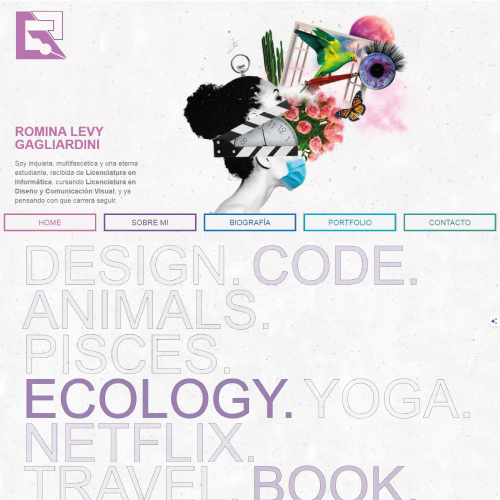 ROMINA LEVY
GAGLIARDINI
Soy inquieta, multifascética y una eterna
estudiante, recibida de Licenciatura en
Informática, cursando Licenciatura en
Diseño y Comunicación Visual, y ya
pensando con que carrera seguir.
HOME SOBRE MI BIOGRAFÍA PORTFOLIO CONTACTO
DESIGN. CODE.
ANIMALS.
PISCES.
ECOLOGY. YOGA.
NETFLIX.
TRAVEL. BOOK.